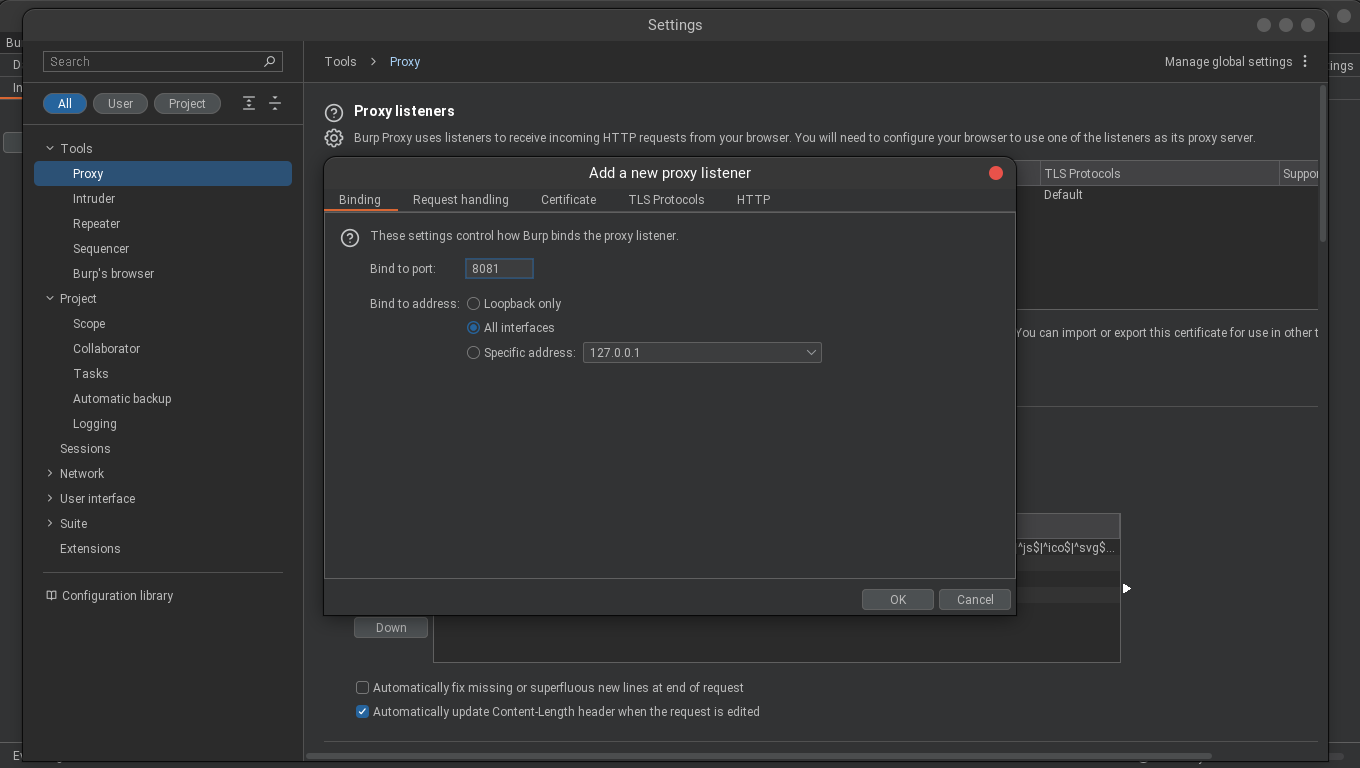 Settings
Search
All User Project
Tools
Proxy
Intruder
Repeater
Sequencer
Burp's browser
Project
Scope
Collaborator
Tasks
Automatic backup
Logging
Sessions
Network
User interface
Suite
Extensions
Configuration library
Tools > Proxy
Manage global settings
Proxy listeners
Burp Proxy uses listeners to receive incoming HTTP requests from your browser. You will need to configure your browser to use one of the listeners as its proxy server.
TLS Protocols
Default
You can import or export this certificate for use in other t
^js$|^ico$|^svg$...
Add a new proxy listener
Binding Request handling Certificate TLS Protocols HTTP
These settings control how Burp binds the proxy listener.
Bind to port: 8081
Bind to address: Loopback only
All interfaces
Specific address: 127.0.0.1
OK Cancel
Down
Automatically fix missing or superfluous new lines at end of request
Automatically update Content-Length header when the request is edited